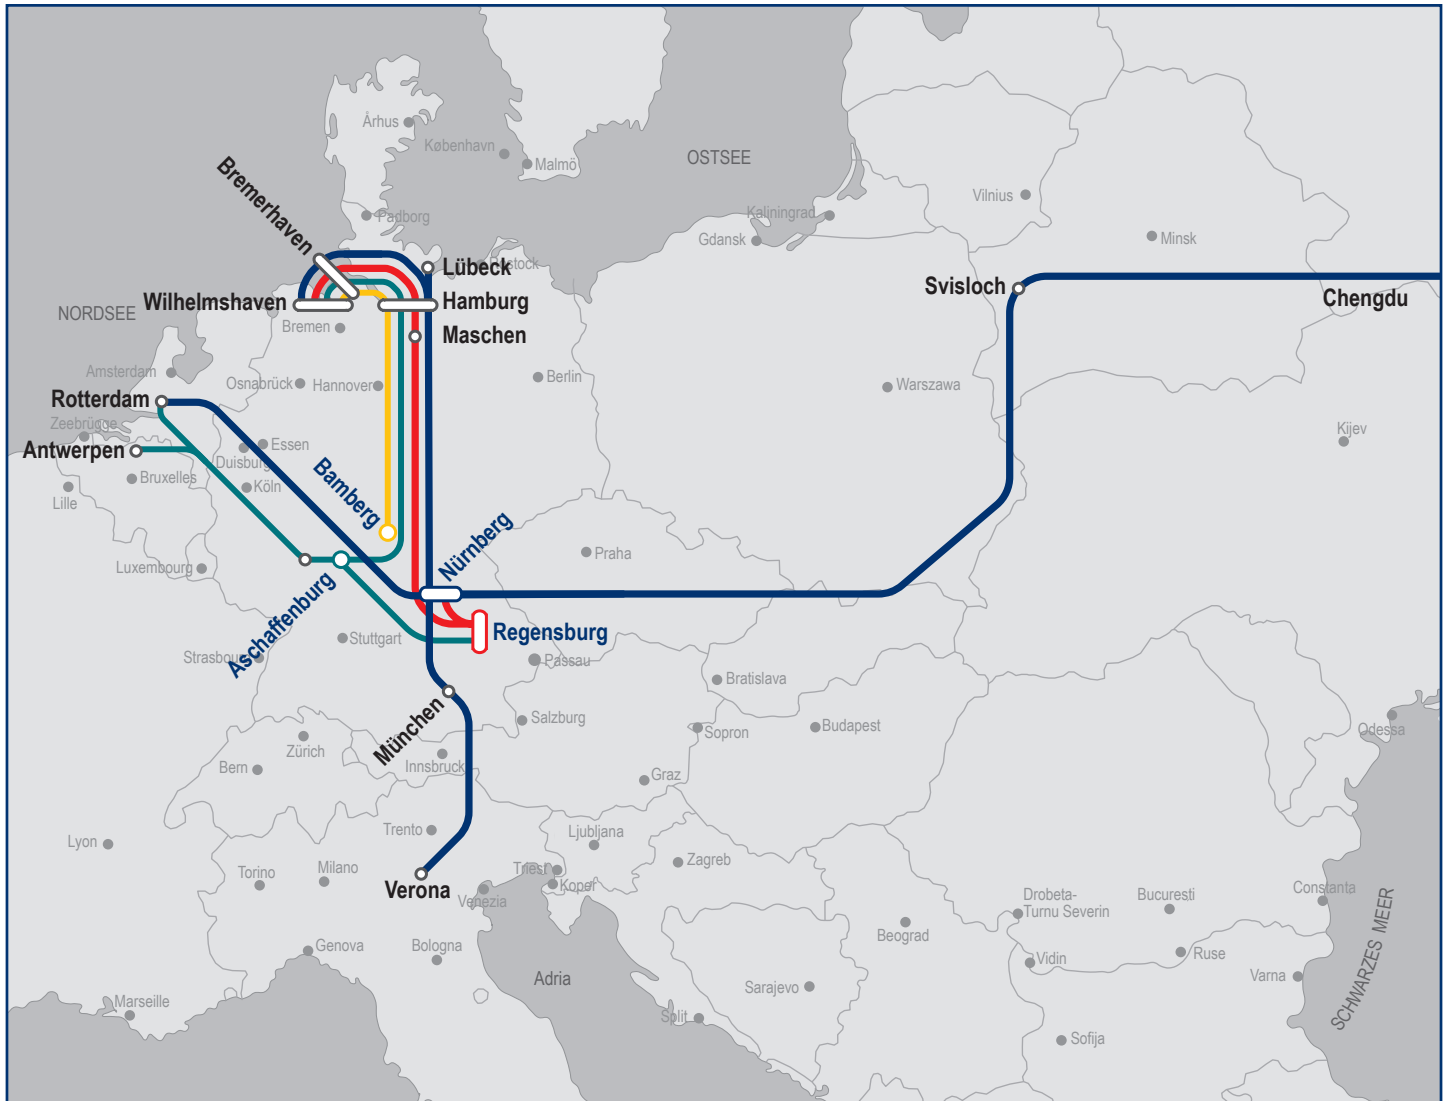 Århus
København
Malmö
OSTSEE
Bremerhaven
Padborg
Vilnius
Kaliningrad
Gdansk
Minsk
Lübeck
Rostock
Svisloch
Chengdu
Wilhelmshaven
Hamburg
NORDSEE
Bremen
Maschen
Amsterdam
Osnabrück
Hannover
Berlin
Warszawa
Rotterdam
Zeebrügge
Kijev
Antwerpen
Essen
Duisburg
Bruxelles
Köln
Lille
Bamberg
Nürnberg
Praha
Luxembourg
Aschaffenburg
Stuttgart
Regensburg
Strasbourg
Passau
Bratislava
München
Salzburg
Sopron
Budapest
Odessa
Zürich
Bern
Innsbruck
Graz
Trento
Ljubljana
Lyon
Zagreb
Torino
Milano
Triest
Koper
Verona
Venezia
Drobeta-
Turnu Severin
Bucuresti
Constanta
Beograd
Genova
Bologna
Vidin
Ruse
Adria
Varna
SCHWARZES MEER
Sarajevo
Marseille
Split
Sofija